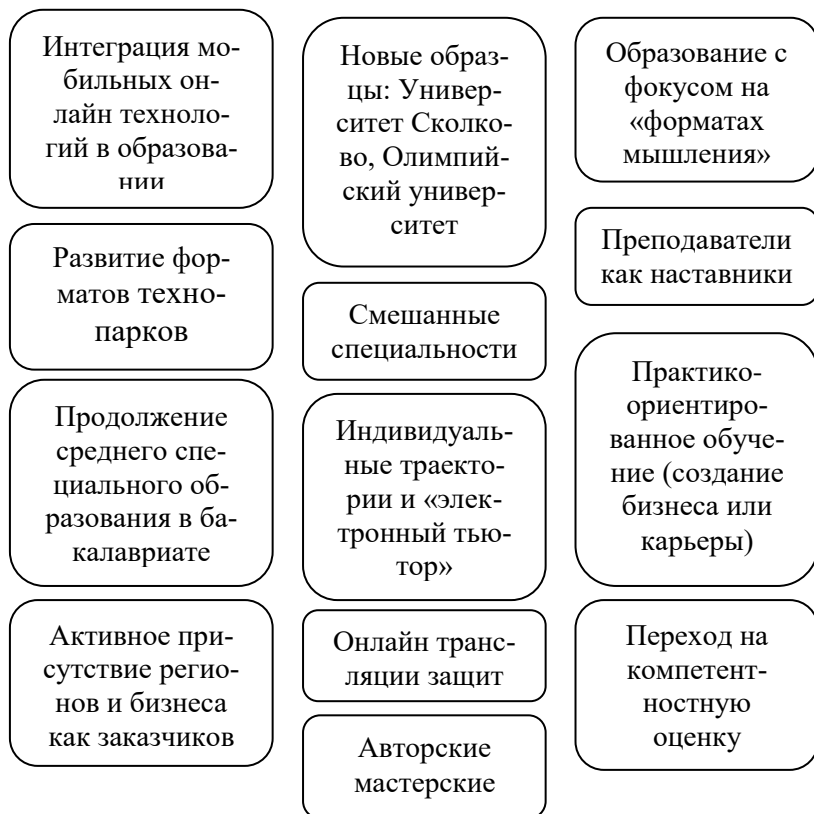 Интеграция мо-
бильных он-
лайн техноло-
гий в образова-
нии
Развитие фор-
матов техно-
парков
Продолжение
среднего спе-
циального об-
разования в ба-
калавриате
Активное при-
сутствие регио-
нов и бизнеса
как заказчиков
Новые образ-
цы: Универ-
ситет Сколко-
во, Олимпий-
ский универ-
ситет
Смешанные
специальности
Индивидуаль-
ные траекто-
рии и «элек-
тронный тью-
тор»
Онлайн транс-
ляции защит
Авторские
мастерские
Образование с
фокусом на
«форматах
мышления»
Преподаватели
как наставники
Практико-
ориентиро-
ванное обуче-
ние (создание
бизнеса или
карьеры)
Переход на
компетент-
ностную
оценку